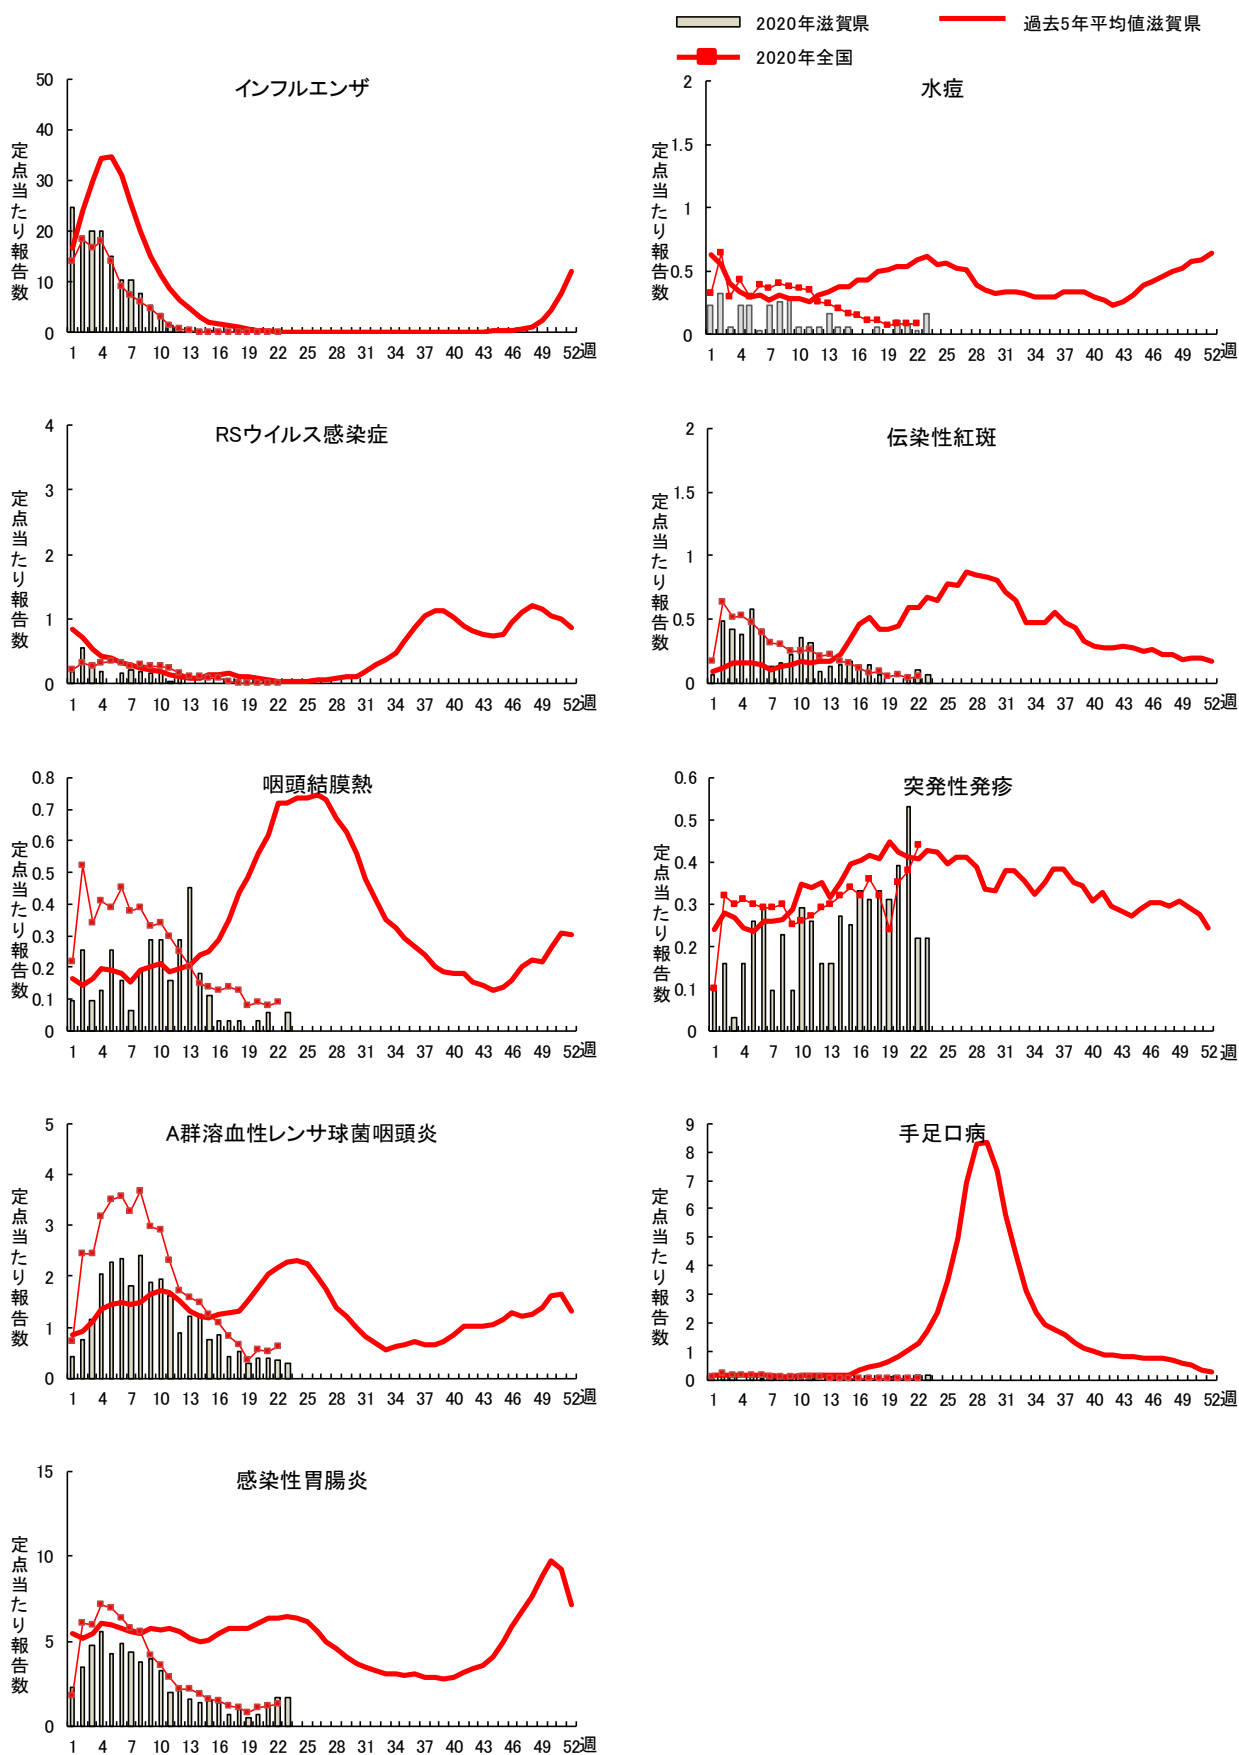 2020年滋賀県
過去5年平均値滋賀県
2020年全国
インフルエンザ
定点当たり報告数
50
40
30
20
10
0
1 4 7 10 13 16 19 22 25 28 31 34 37 40 43 46 49 52週
水痘
定点当たり報告数
2
1.5
1
0.5
0
1 4 7 10 13 16 19 22 25 28 31 34 37 40 43 46 49 52週
RSウイルス感染症
定点当たり報告数
4
3
2
1
0
1 4 7 10 13 16 19 22 25 28 31 34 37 40 43 46 49 52週
伝染性紅斑
定点当たり報告数
2
1.5
1
0.5
0
1 4 7 10 13 16 19 22 25 28 31 34 37 40 43 46 49 52週
咽頭結膜熱
定点当たり報告数
0.8
0.7
0.6
0.5
0.4
0.3
0.2
0.1
0
1 4 7 10 13 16 19 22 25 28 31 34 37 40 43 46 49 52週
突発性発疹
定点当たり報告数
0.6
0.5
0.4
0.3
0.2
0.1
0
1 4 7 10 13 16 19 22 25 28 31 34 37 40 43 46 49 52週
A群溶血性レンサ球菌咽頭炎
定点当たり報告数
5
4
3
2
1
0
1 4 7 10 13 16 19 22 25 28 31 34 37 40 43 46 49 52週
手足口病
定点当たり報告数
9
8
7
6
5
4
3
2
1
0
1 4 7 10 13 16 19 22 25 28 31 34 37 40 43 46 49 52週
感染性胃腸炎
定点当たり報告数
15
10
5
0
1 4 7 10 13 16 19 22 25 28 31 34 37 40 43 46 49 52週